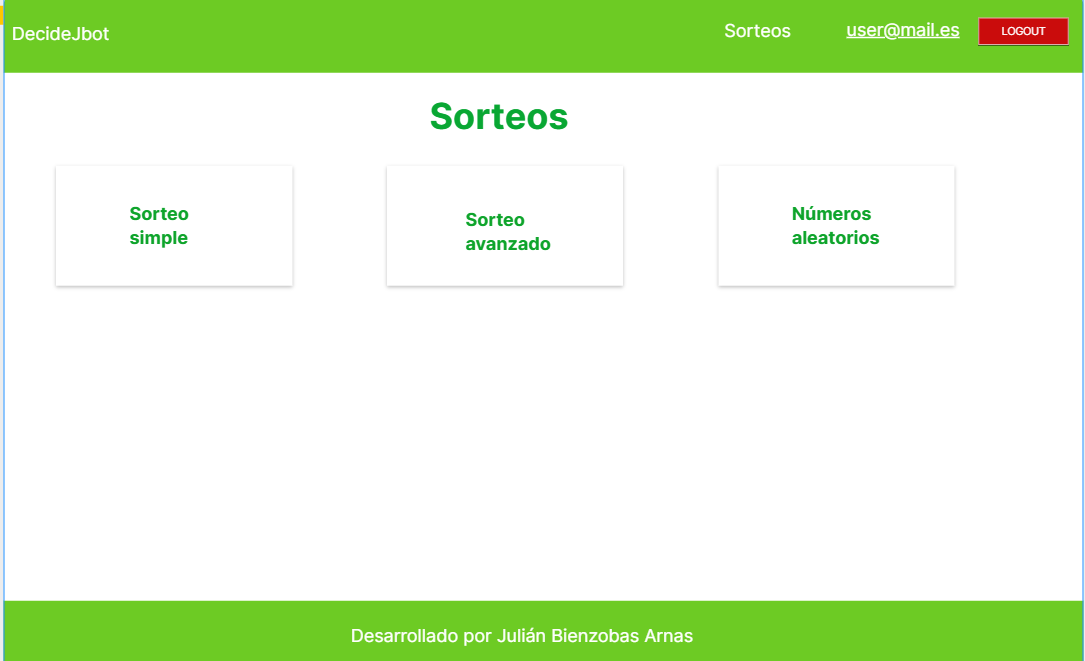 DecideJbot
Sorteos
user@mail.es
LOGOUT
Sorteos
Sorteo
simple
Sorteo
avanzado
Números
aleatorios
Desarrollado por Julián Bienzobas Arnas